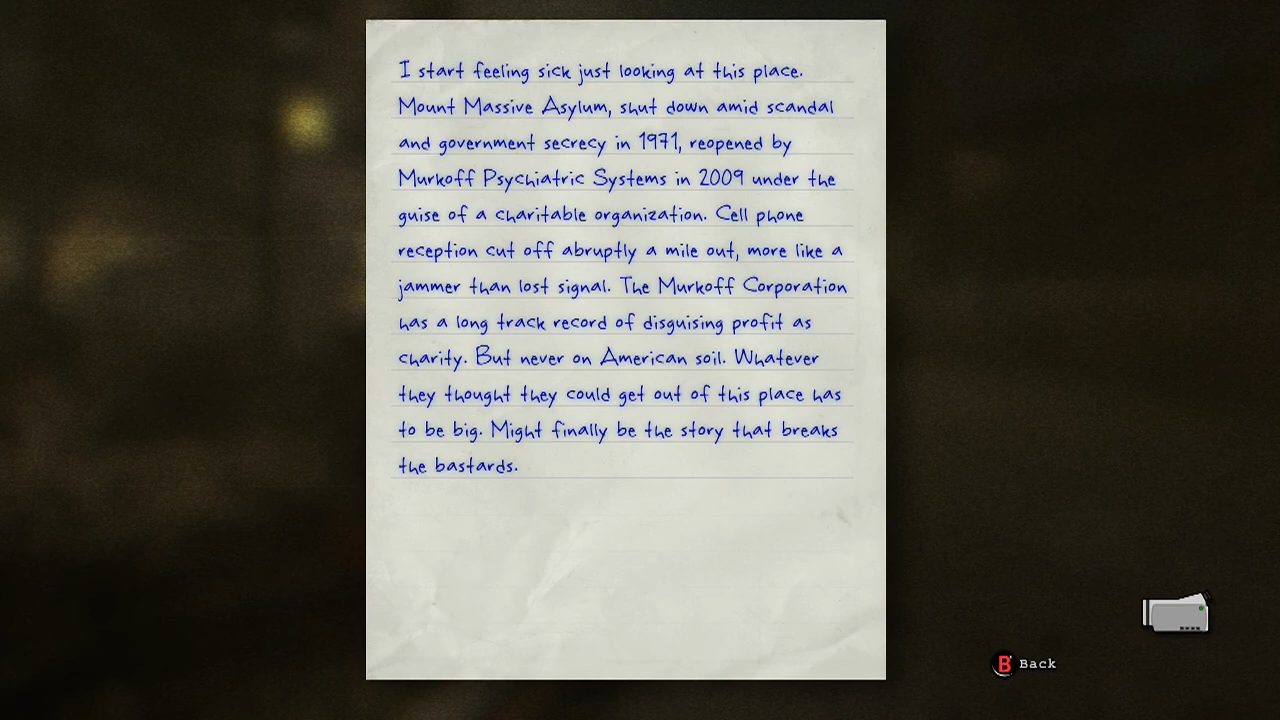 I start feeling sick just looking at this place.
Mount Massive Asylum, shut down amid scandal
and government secrecy in 1971, reopened by
Murkoff Psychiatric Systems in 2009 under the
guise of a charitable organization. Cell phone
reception cut off abruptly a mile out, more like a
jammer than lost signal. The Murkoff Corporation
has a long track record of disguising profit as
charity. But never on American soil. Whatever
they thought they could get out of this place has
to be big. Might finally be the story that breaks
the bastards.
B Back